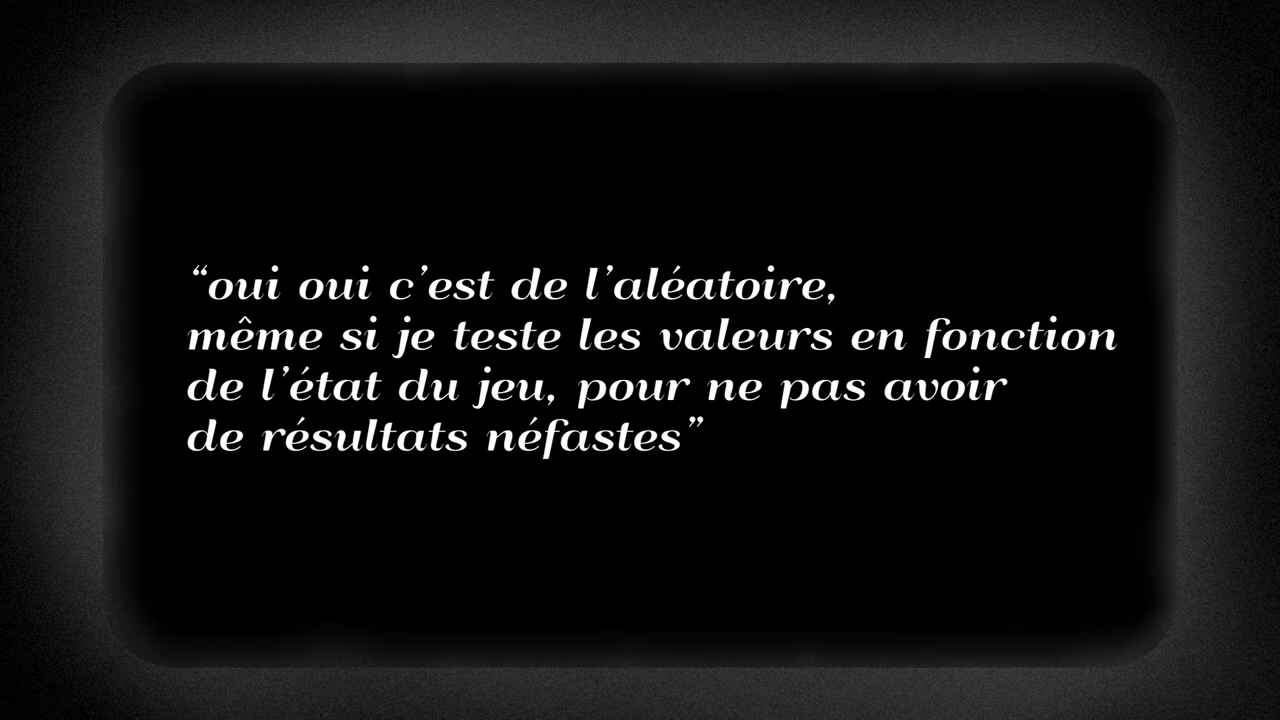 “oui oui c’est de l’aléatoire,
même si je teste les valeurs en fonction
de l’état du jeu, pour ne pas avoir
de résultats néfastes”